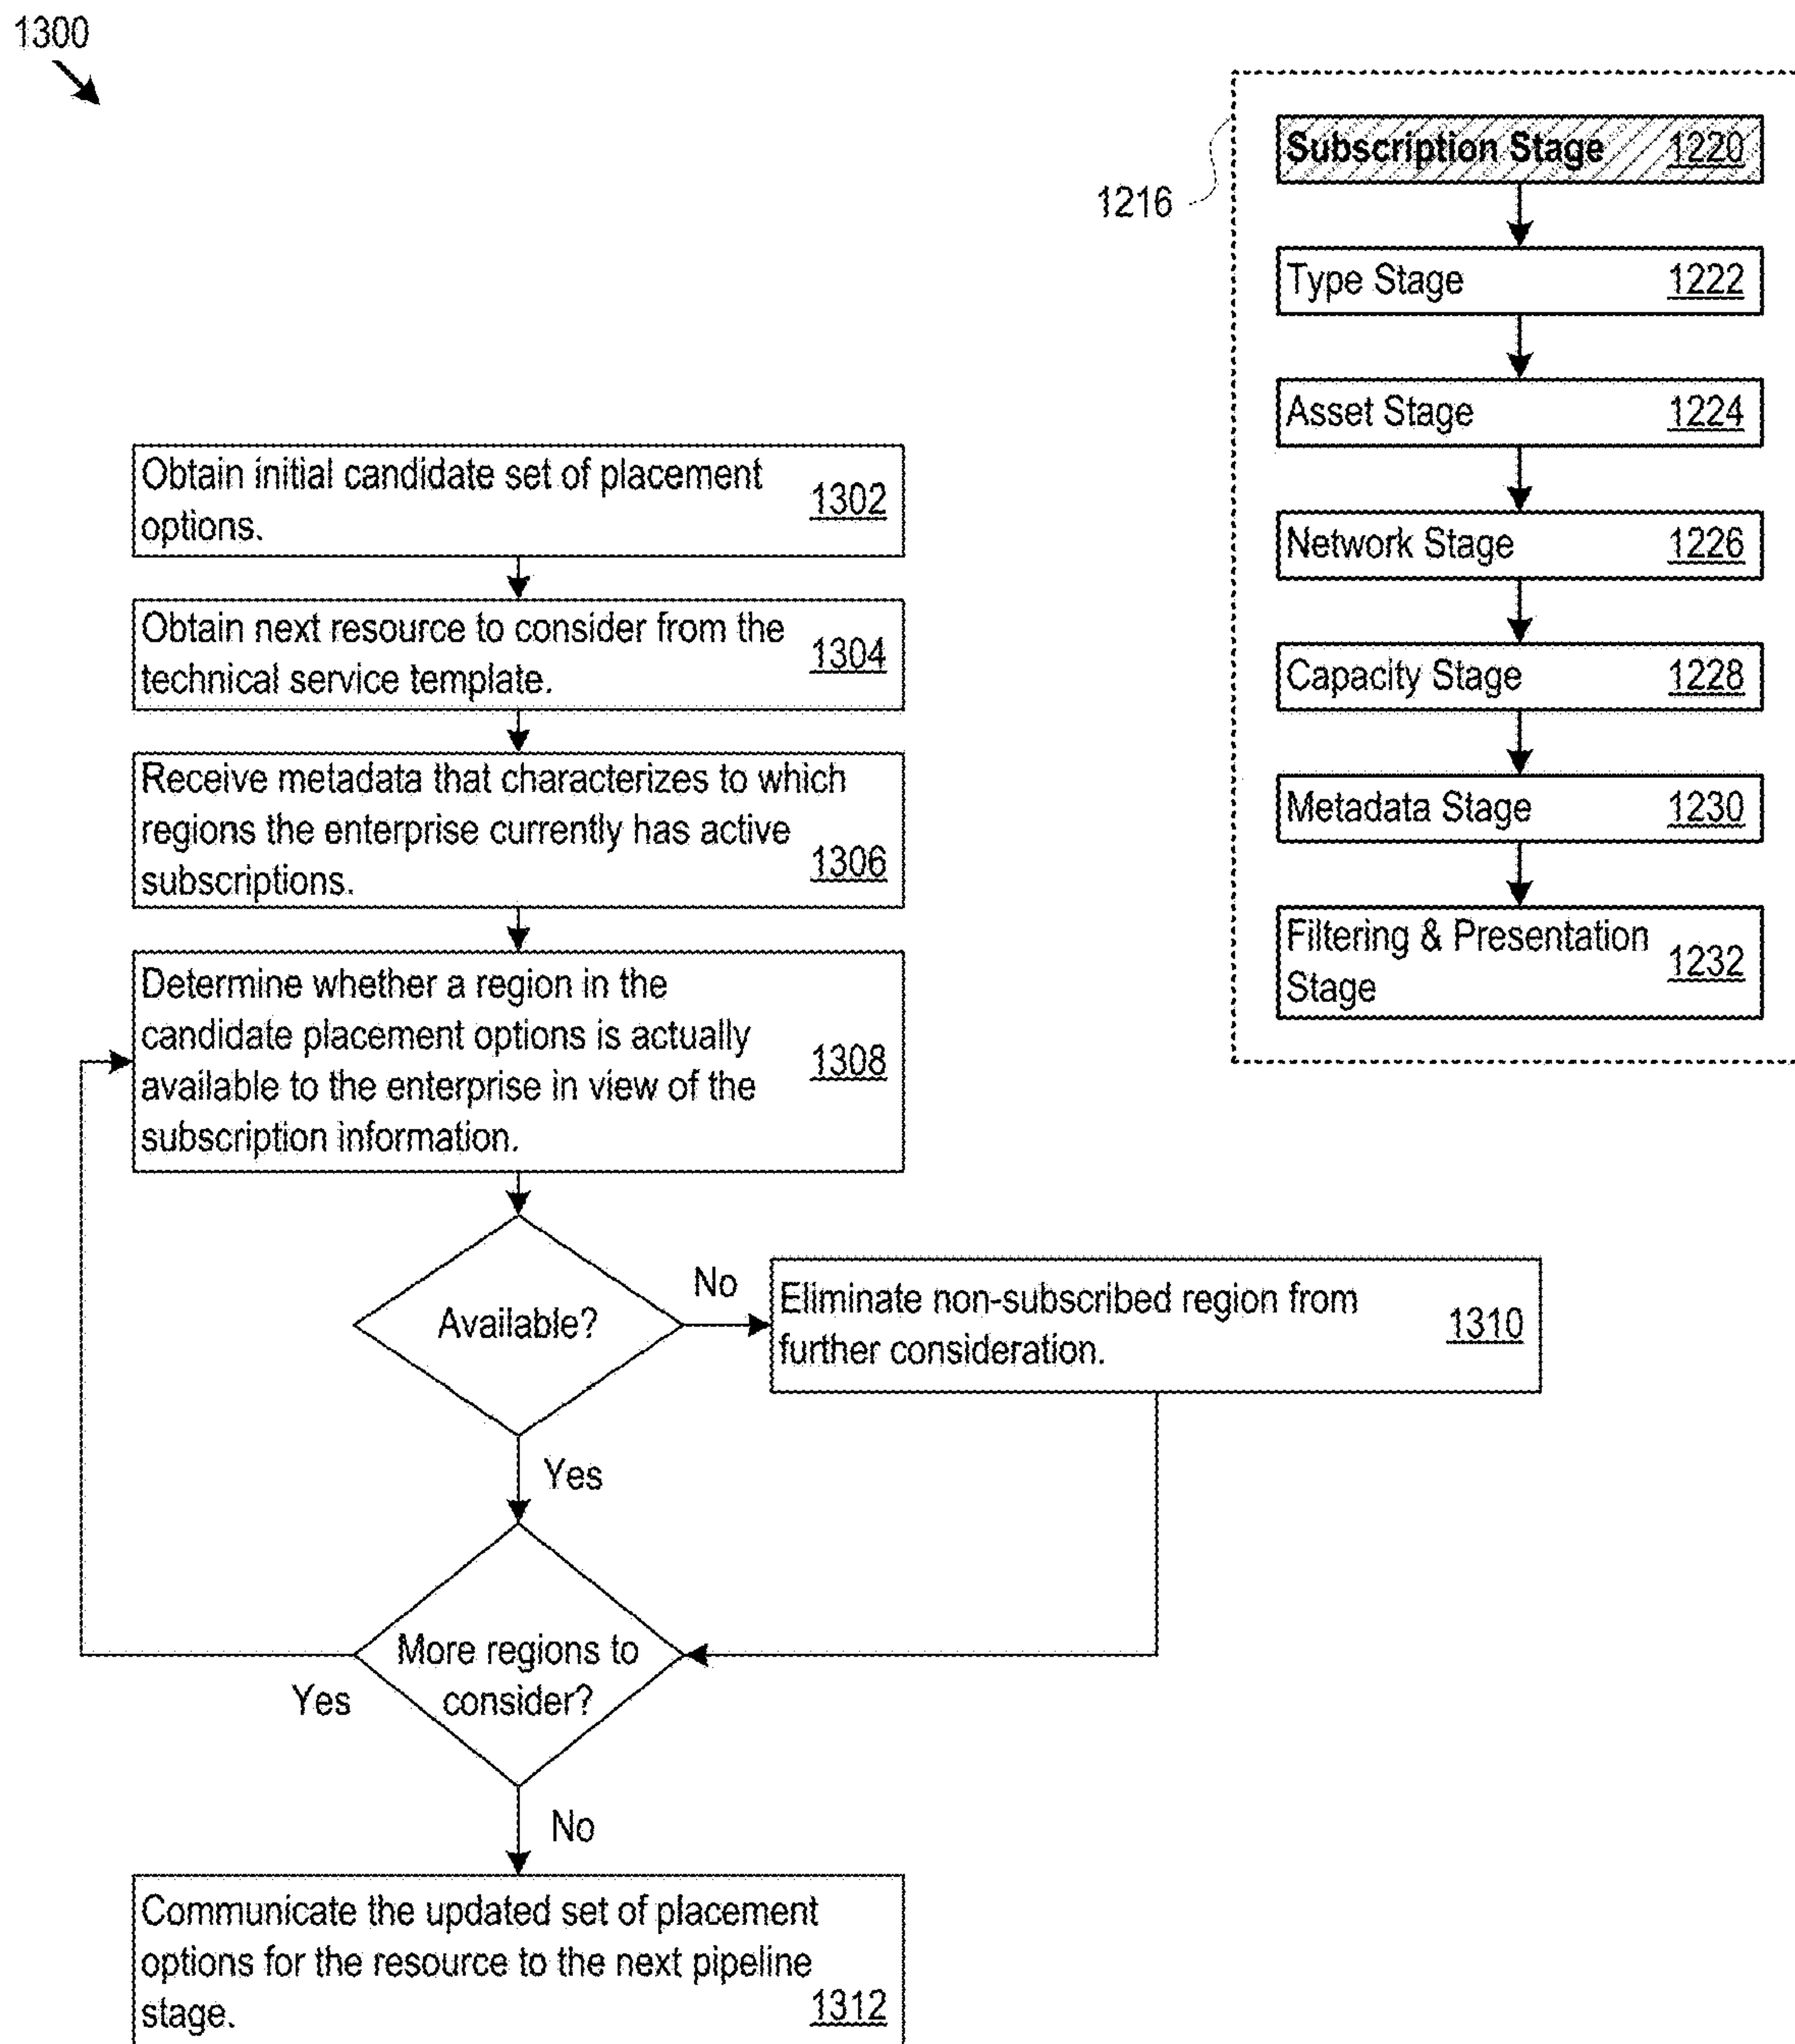 1300
1216
Subscription Stage 1220
Type Stage 1222
Asset Stage 1224
Network Stage 1226
Capacity Stage 1228
Metadata Stage 1230
Filtering & Presentation
Stage 1232
Obtain initial candidate set of placement
options. 1302
Obtain next resource to consider from the
technical service template. 1304
Receive metadata that characterizes to which
regions the enterprise currently has active
subscriptions. 1306
Determine whether a region in the
candidate placement options is actually
available to the enterprise in view of the
subscription information. 1308
Available?
No
Eliminate non-subscribed region from
further consideration. 1310
Yes
More regions to
consider?
Yes
No
Communicate the updated set of placement
options for the resource to the next pipeline
stage. 1312